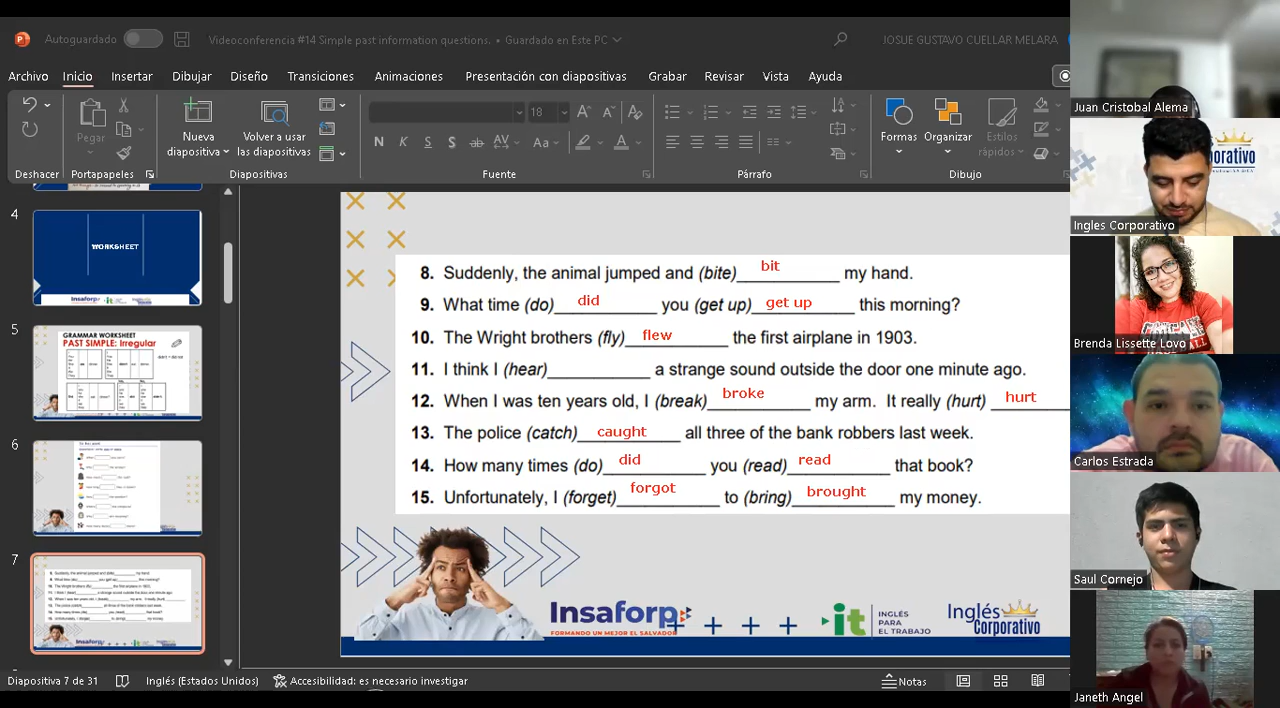 Autoguardado
Videoconferencia #14 Simple past information questions. • Guardado en Este PC
JOSUE GUSTAVO CUELLAR MELARA
Archivo Inicio Insertar Dibujar Diseño Transiciones Animaciones Presentación con diapositivas Grabar Revisar Vista Ayuda
Pegar
Nueva diapositiva
Volver a usar las diapositivas
18
N K S S ab AV Aa A
Formas Organizar Estilos rápidos
Deshacer Portapapeles Diapositivas Fuente Párrafo Dibujo
4
WORKSHEET
5
GRAMMAR WORKSHEET
PAST SIMPLE: Irregular
6
7
8. Suddenly, the animal jumped and (bite) bit my hand.
9. What time (do) did you (get up) get up this morning?
10. The Wright brothers (fly) flew the first airplane in 1903.
11. I think I (hear)____________ a strange sound outside the door one minute ago.
12. When I was ten years old, I (break) broke my arm. It really (hurt) hurt
13. The police (catch) caught all three of the bank robbers last week.
14. How many times (do) did you (read) read that book?
15. Unfortunately, I (forget) forgot to (bring) brought my money.
Insaforp
FORMANDO UN MEJOR EL SALVADOR
it
INGLÉS
PARA
EL TRABAJO
Inglés
Corporativo
Diapositiva 7 de 31 Inglés (Estados Unidos) Accesibilidad: es necesario investigar Notas
Juan Cristobal Alema
Ingles Corporativo
Brenda Lissette Lovo
Carlos Estrada
Saul Cornejo
Janeth Angel